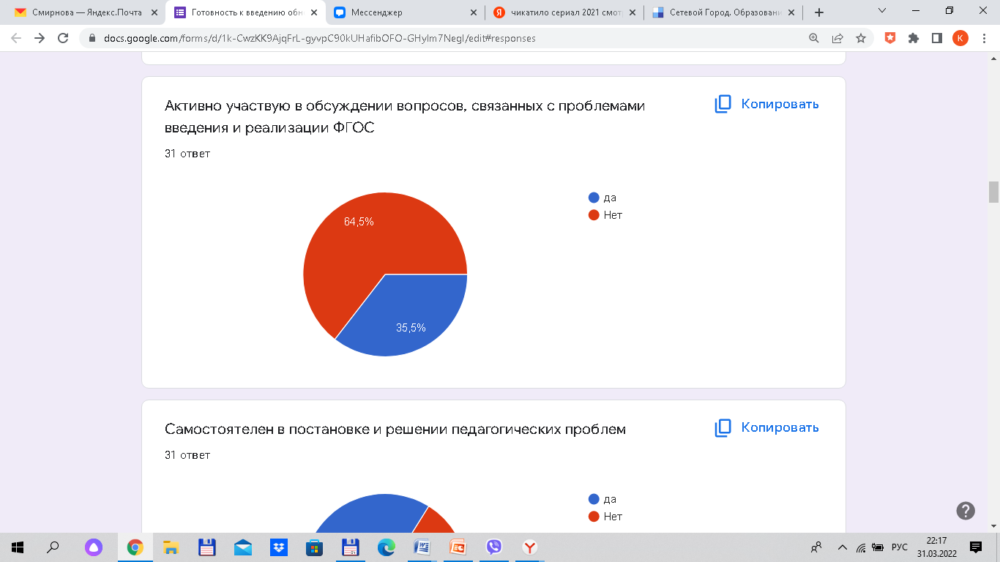 Смирнова — Яндекс.Почта
Готовность к введению обн
Мессенджер
чикатило сериал 2021 смот
Сетевой Город. Образовани
docs.google.com/forms/d/1k-CwzKK9AjqFrL-gyvpC90kUHafibOFO-GHylm7NegI/edit#responses
К
Активно участвую в обсуждении вопросов, связанных с проблемами
введения и реализации ФГОС
Копировать
31 ответ
да
Нет
64,5%
35,5%
Самостоятелен в постановке и решении педагогических проблем
Копировать
31 ответ
да
Нет
РУС
22:17
31.03.2022